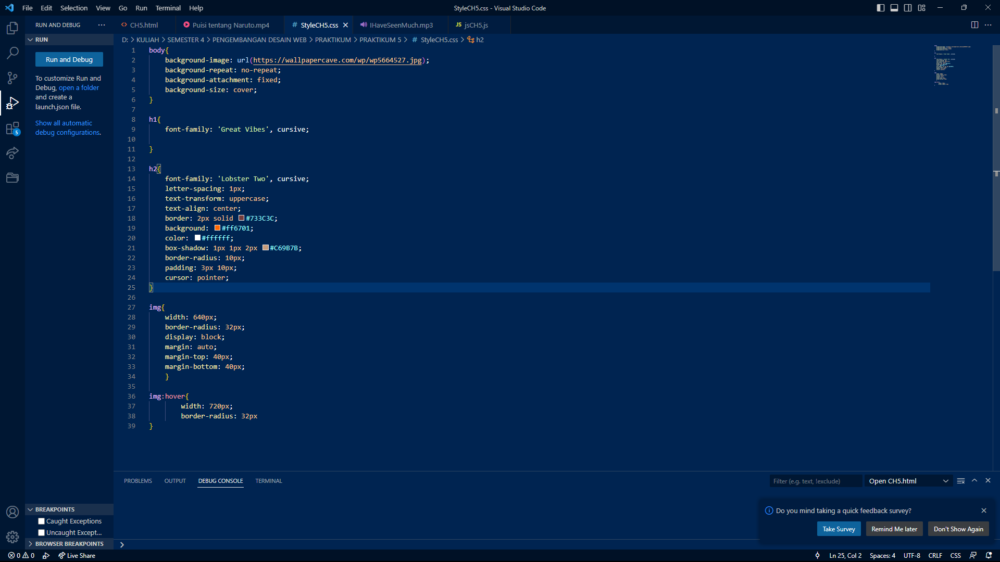 File Edit Selection View Go Run Terminal Help
StyleCH5.css - Visual Studio Code
RUN AND DEBUG ···
CH5.html
Puisi tentang Naruto.mp4
# StyleCH5.css
IHaveSeenMuch.mp3
JS jsCH5.js
RUN
Run and Debug
To customize Run and
Debug, open a folder
and create a
launch.json file.
Show all automatic
debug configurations.
5
D: > KULIAH > SEMESTER 4 > PENGEMBANGAN DESAIN WEB > PRAKTIKUM > PRAKTIKUM 5 > # StyleCH5.css > h2
1 body{
2 background-image: url(https://wallpapercave.com/wp/wp5664527.jpg);
3 background-repeat: no-repeat;
4 background-attachment: fixed;
5 background-size: cover;
6 }
7
8 h1{
9 font-family: 'Great Vibes', cursive;
10
11 }
12
13 h2{
14 font-family: 'Lobster Two', cursive;
15 letter-spacing: 1px;
16 text-transform: uppercase;
17 text-align: center;
18 border: 2px solid #733C3C;
19 background: #ff6701;
20 color: #ffffff;
21 box-shadow: 1px 1px 2px #C69B7B;
22 border-radius: 10px;
23 padding: 3px 10px;
24 cursor: pointer;
25 }
26
27 img{
28 width: 640px;
29 border-radius: 32px;
30 display: block;
31 margin: auto;
32 margin-top: 40px;
33 margin-bottom: 40px;
34 }
35
36 img:hover{
37 width: 720px;
38 border-radius: 32px
39 }
PROBLEMS OUTPUT DEBUG CONSOLE TERMINAL
Filter (e.g. text, !exclude)
Open CH5.html
BREAKPOINTS
Caught Exceptions
Uncaught Except...
BROWSER BREAKPOINTS
Do you mind taking a quick feedback survey?
Take Survey
Remind Me later
Don't Show Again
0 0 Live Share
Ln 25, Col 2 Spaces: 4 UTF-8 CRLF CSS